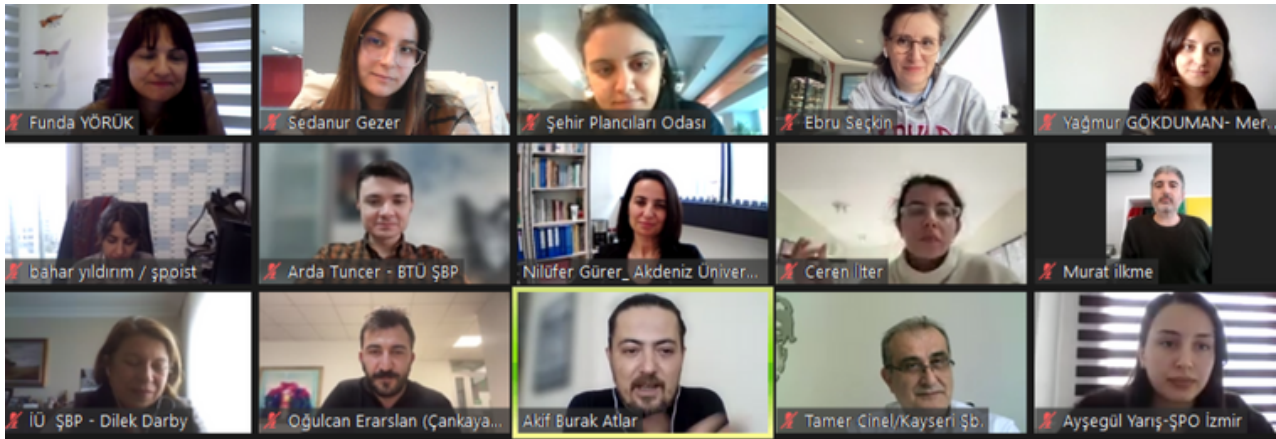 Funda YÖRÜK
Sedanur Gezer
Şehir Plancıları Odası
Ebru Seçkin
Yağmur GÖKDUMAN- Mer...
bahar yıldırım / şpoist
Arda Tuncer - BTÜ ŞBP
Nilüfer Gürer_ Akdeniz Üniver...
Ceren İlter
Murat ilkme
İÜ ŞBP - Dilek Darby
Oğulcan Erarslan (Çankaya...
Akif Burak Atlar
Tamer Cinel/Kayseri Şb.
Ayşegül Yarış-ŞPO İzmir